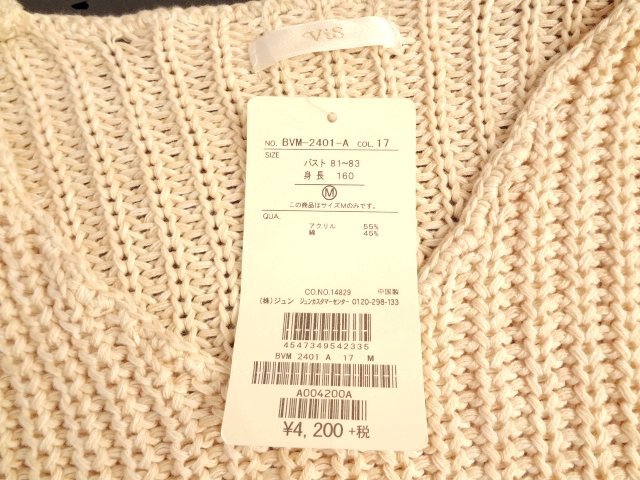 ViS
NO. BVM-2401-A COL. 17
SIZE
バスト 81~83
身長 160
M
この商品はサイズMのみです。
QUA.
アクリル 55%
綿 45%
CO.NO.14829 中国製
(株)ジュン ジュンカスタマーセンター 0120-298-133
4547349542335
BVM 2401 A 17 M
A004200A
¥4,200 +税